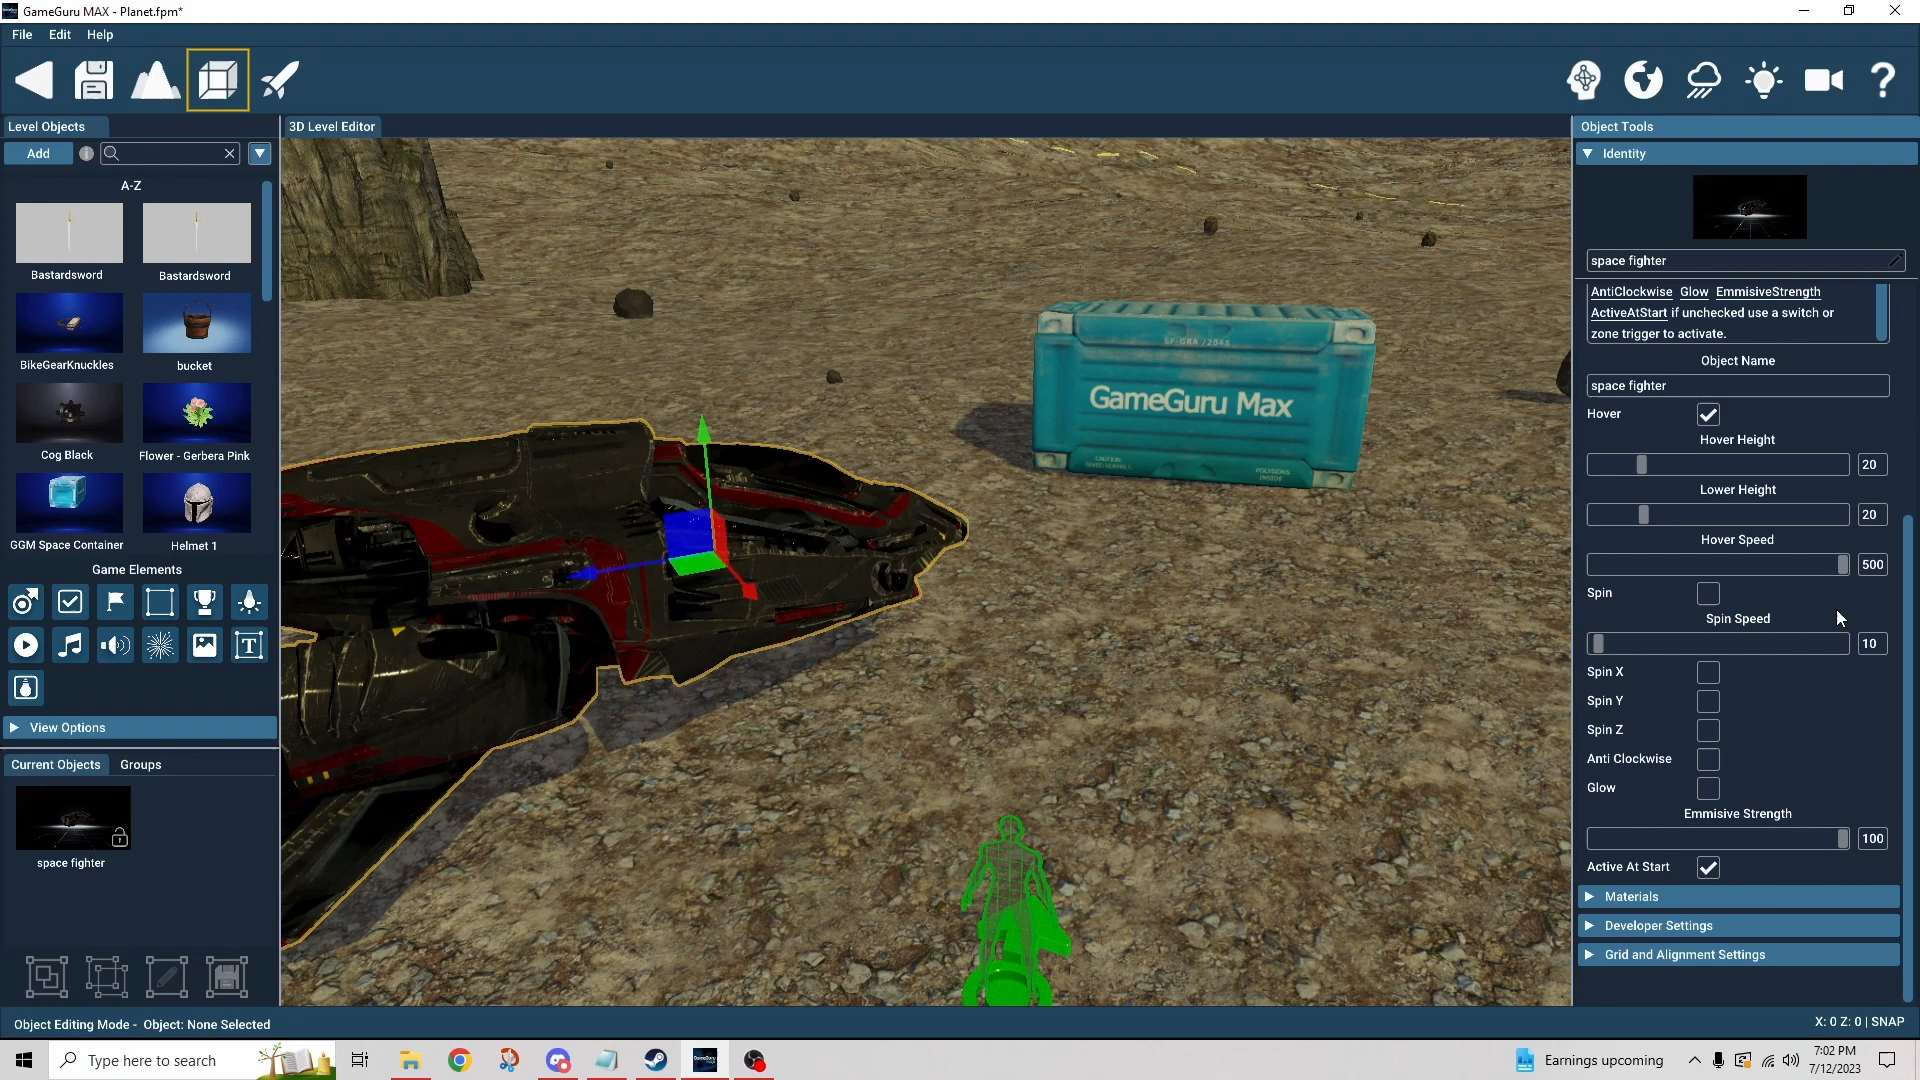 GameGuru MAX - Planet.fpm*
File Edit Help
Level Objects
Add
A-Z
Bastardsword Bastardsword
BikeGearKnuckles bucket
Cog Black Flower - Gerbera Pink
GGM Space Container Helmet 1
Game Elements
T
View Options
Current Objects Groups
space fighter
3D Level Editor
SF-GRA /2049
GameGuru Max
Object Tools
Identity
space fighter
AntiClockwise Glow EmmisiveStrength
ActiveAtStart if unchecked use a switch or
zone trigger to activate.
Object Name
space fighter
Hover
Hover Height
20
Lower Height
20
Hover Speed
500
Spin
Spin Speed
10
Spin X
Spin Y
Spin Z
Anti Clockwise
Glow
Emmisive Strength
100
Active At Start
Materials
Developer Settings
Grid and Alignment Settings
Object Editing Mode - Object: None Selected
X: 0 Z: 0 | SNAP
Type here to search
Earnings upcoming
7:02 PM
7/12/2023